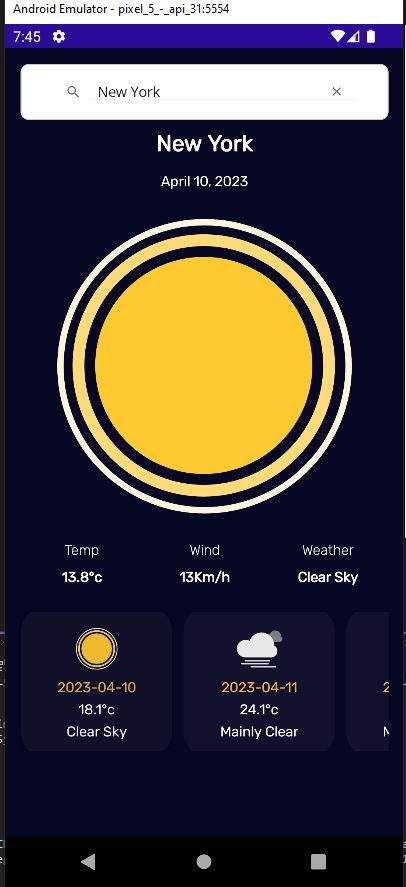 Android Emulator - pixel_5_-_api_31:5554
7:45
New York
New York
April 10, 2023
Temp Wind Weather
13.8°c 13Km/h Clear Sky
2023-04-10 2023-04-11 2
18.1°c 24.1°c
Clear Sky Mainly Clear M